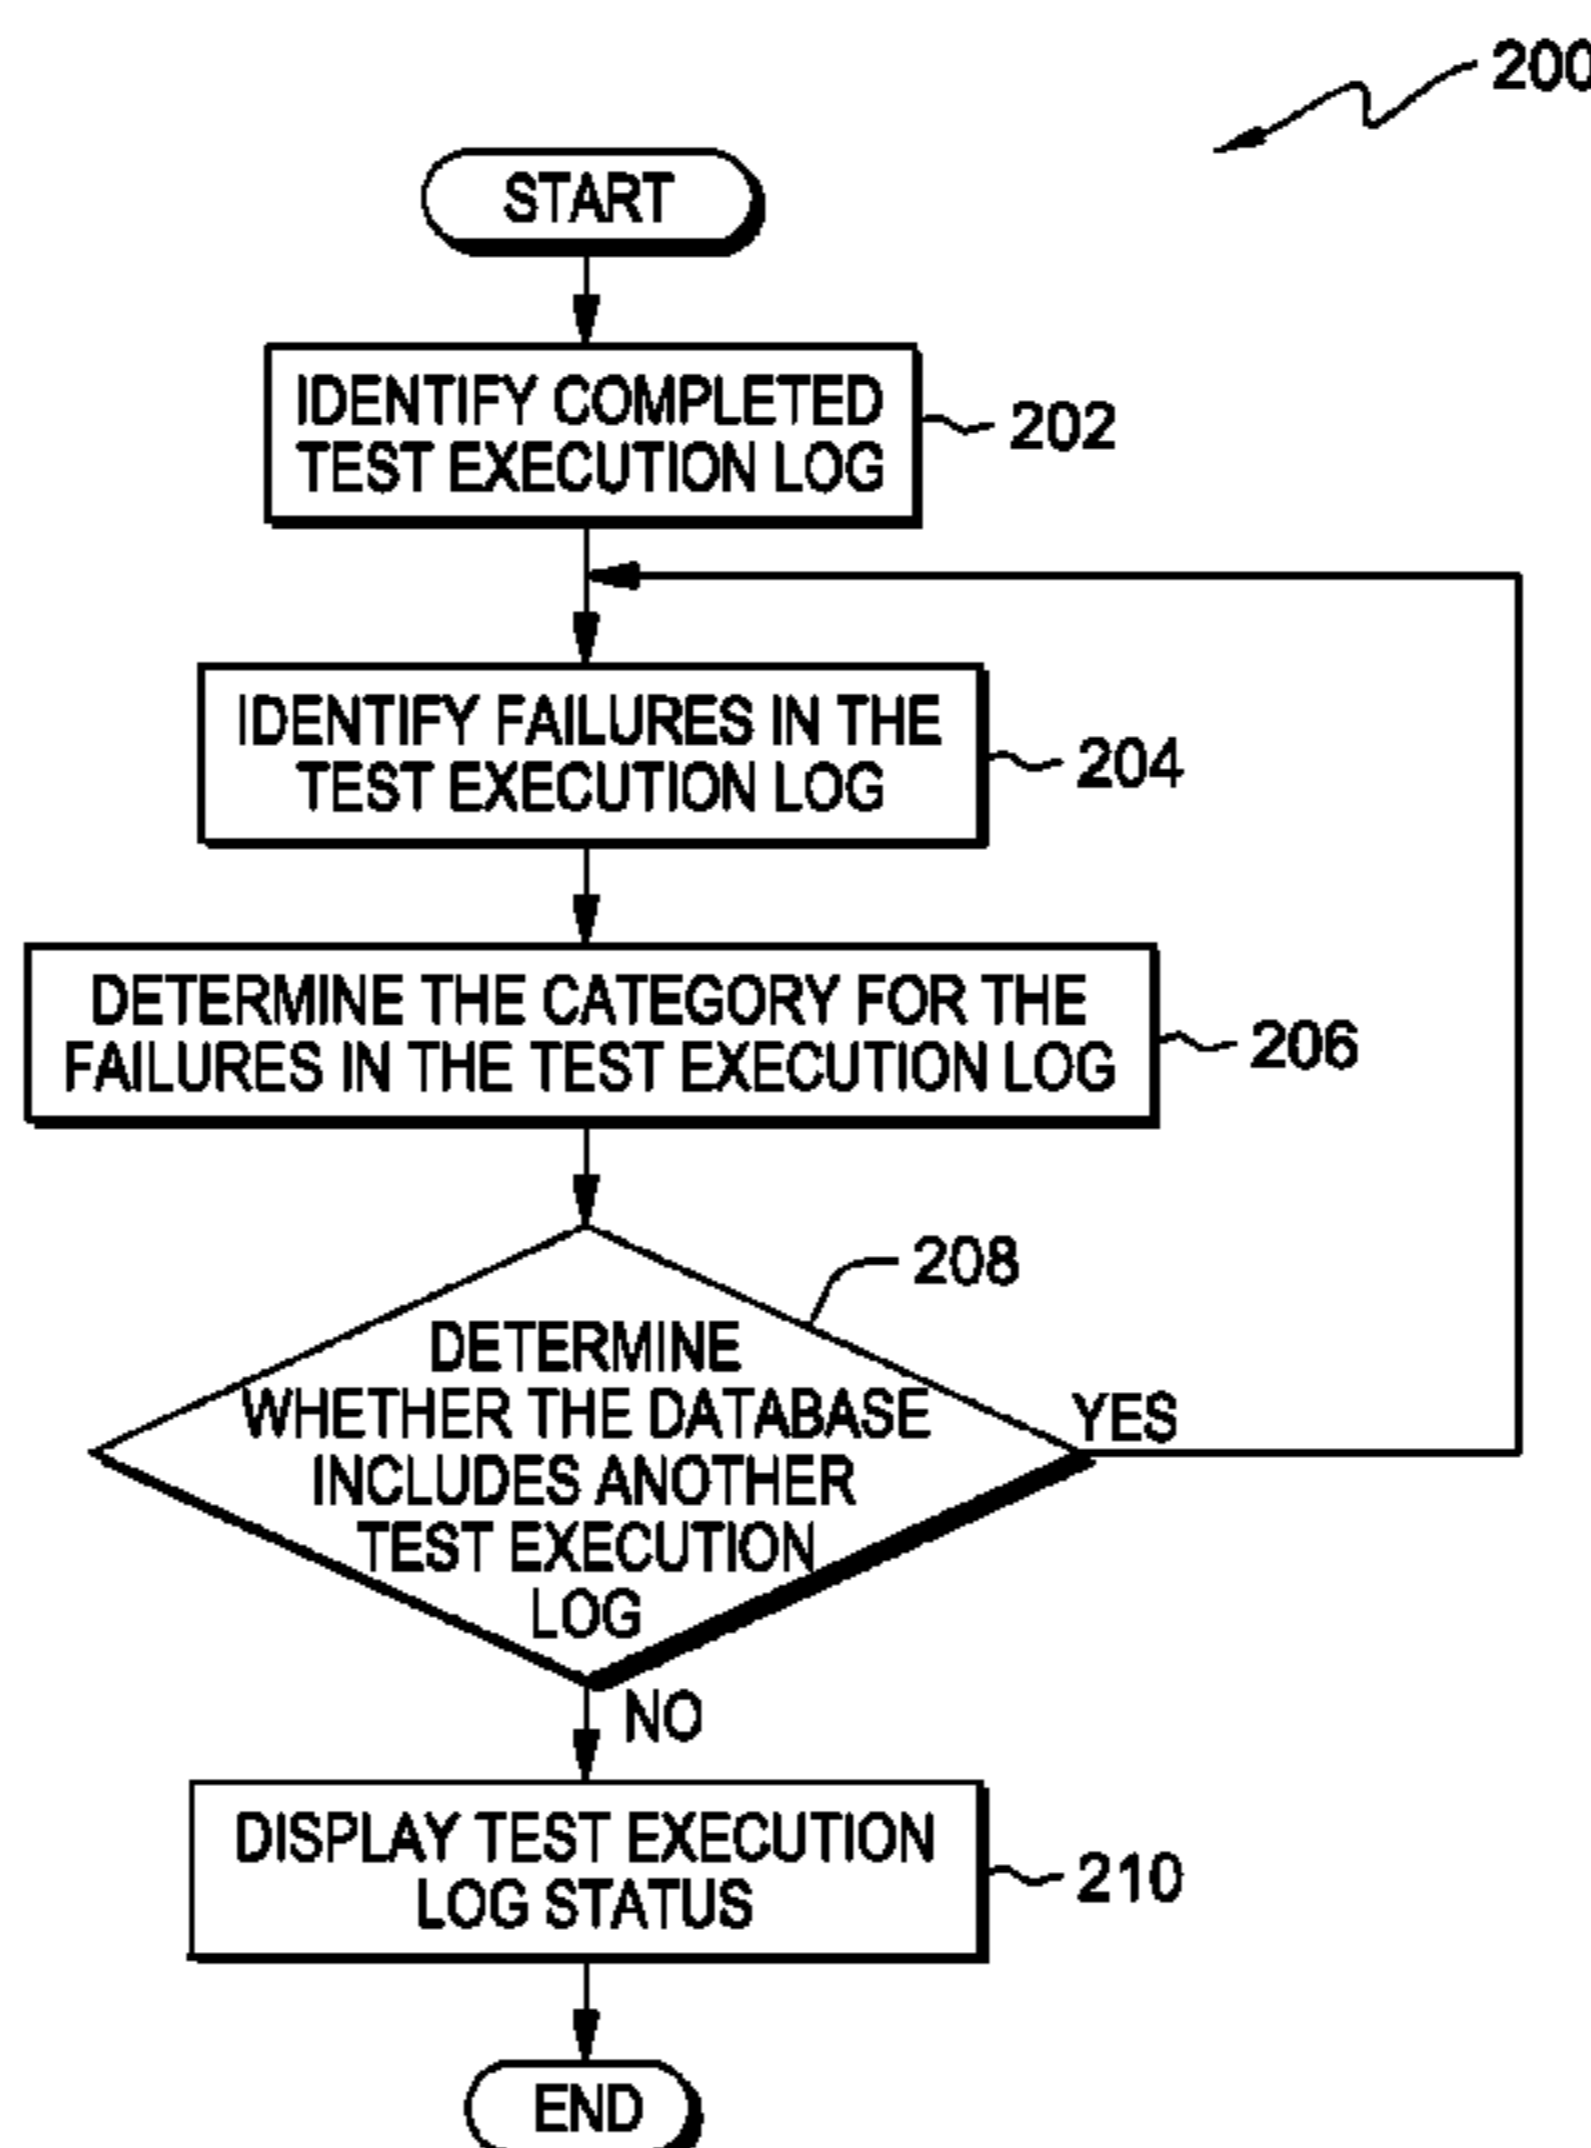 200
START
IDENTIFY COMPLETED
TEST EXECUTION LOG
202
IDENTIFY FAILURES IN THE
TEST EXECUTION LOG
204
DETERMINE THE CATEGORY FOR THE
FAILURES IN THE TEST EXECUTION LOG
206
208
DETERMINE
WHETHER THE DATABASE
INCLUDES ANOTHER
TEST EXECUTION
LOG
YES
NO
DISPLAY TEST EXECUTION
LOG STATUS
210
END